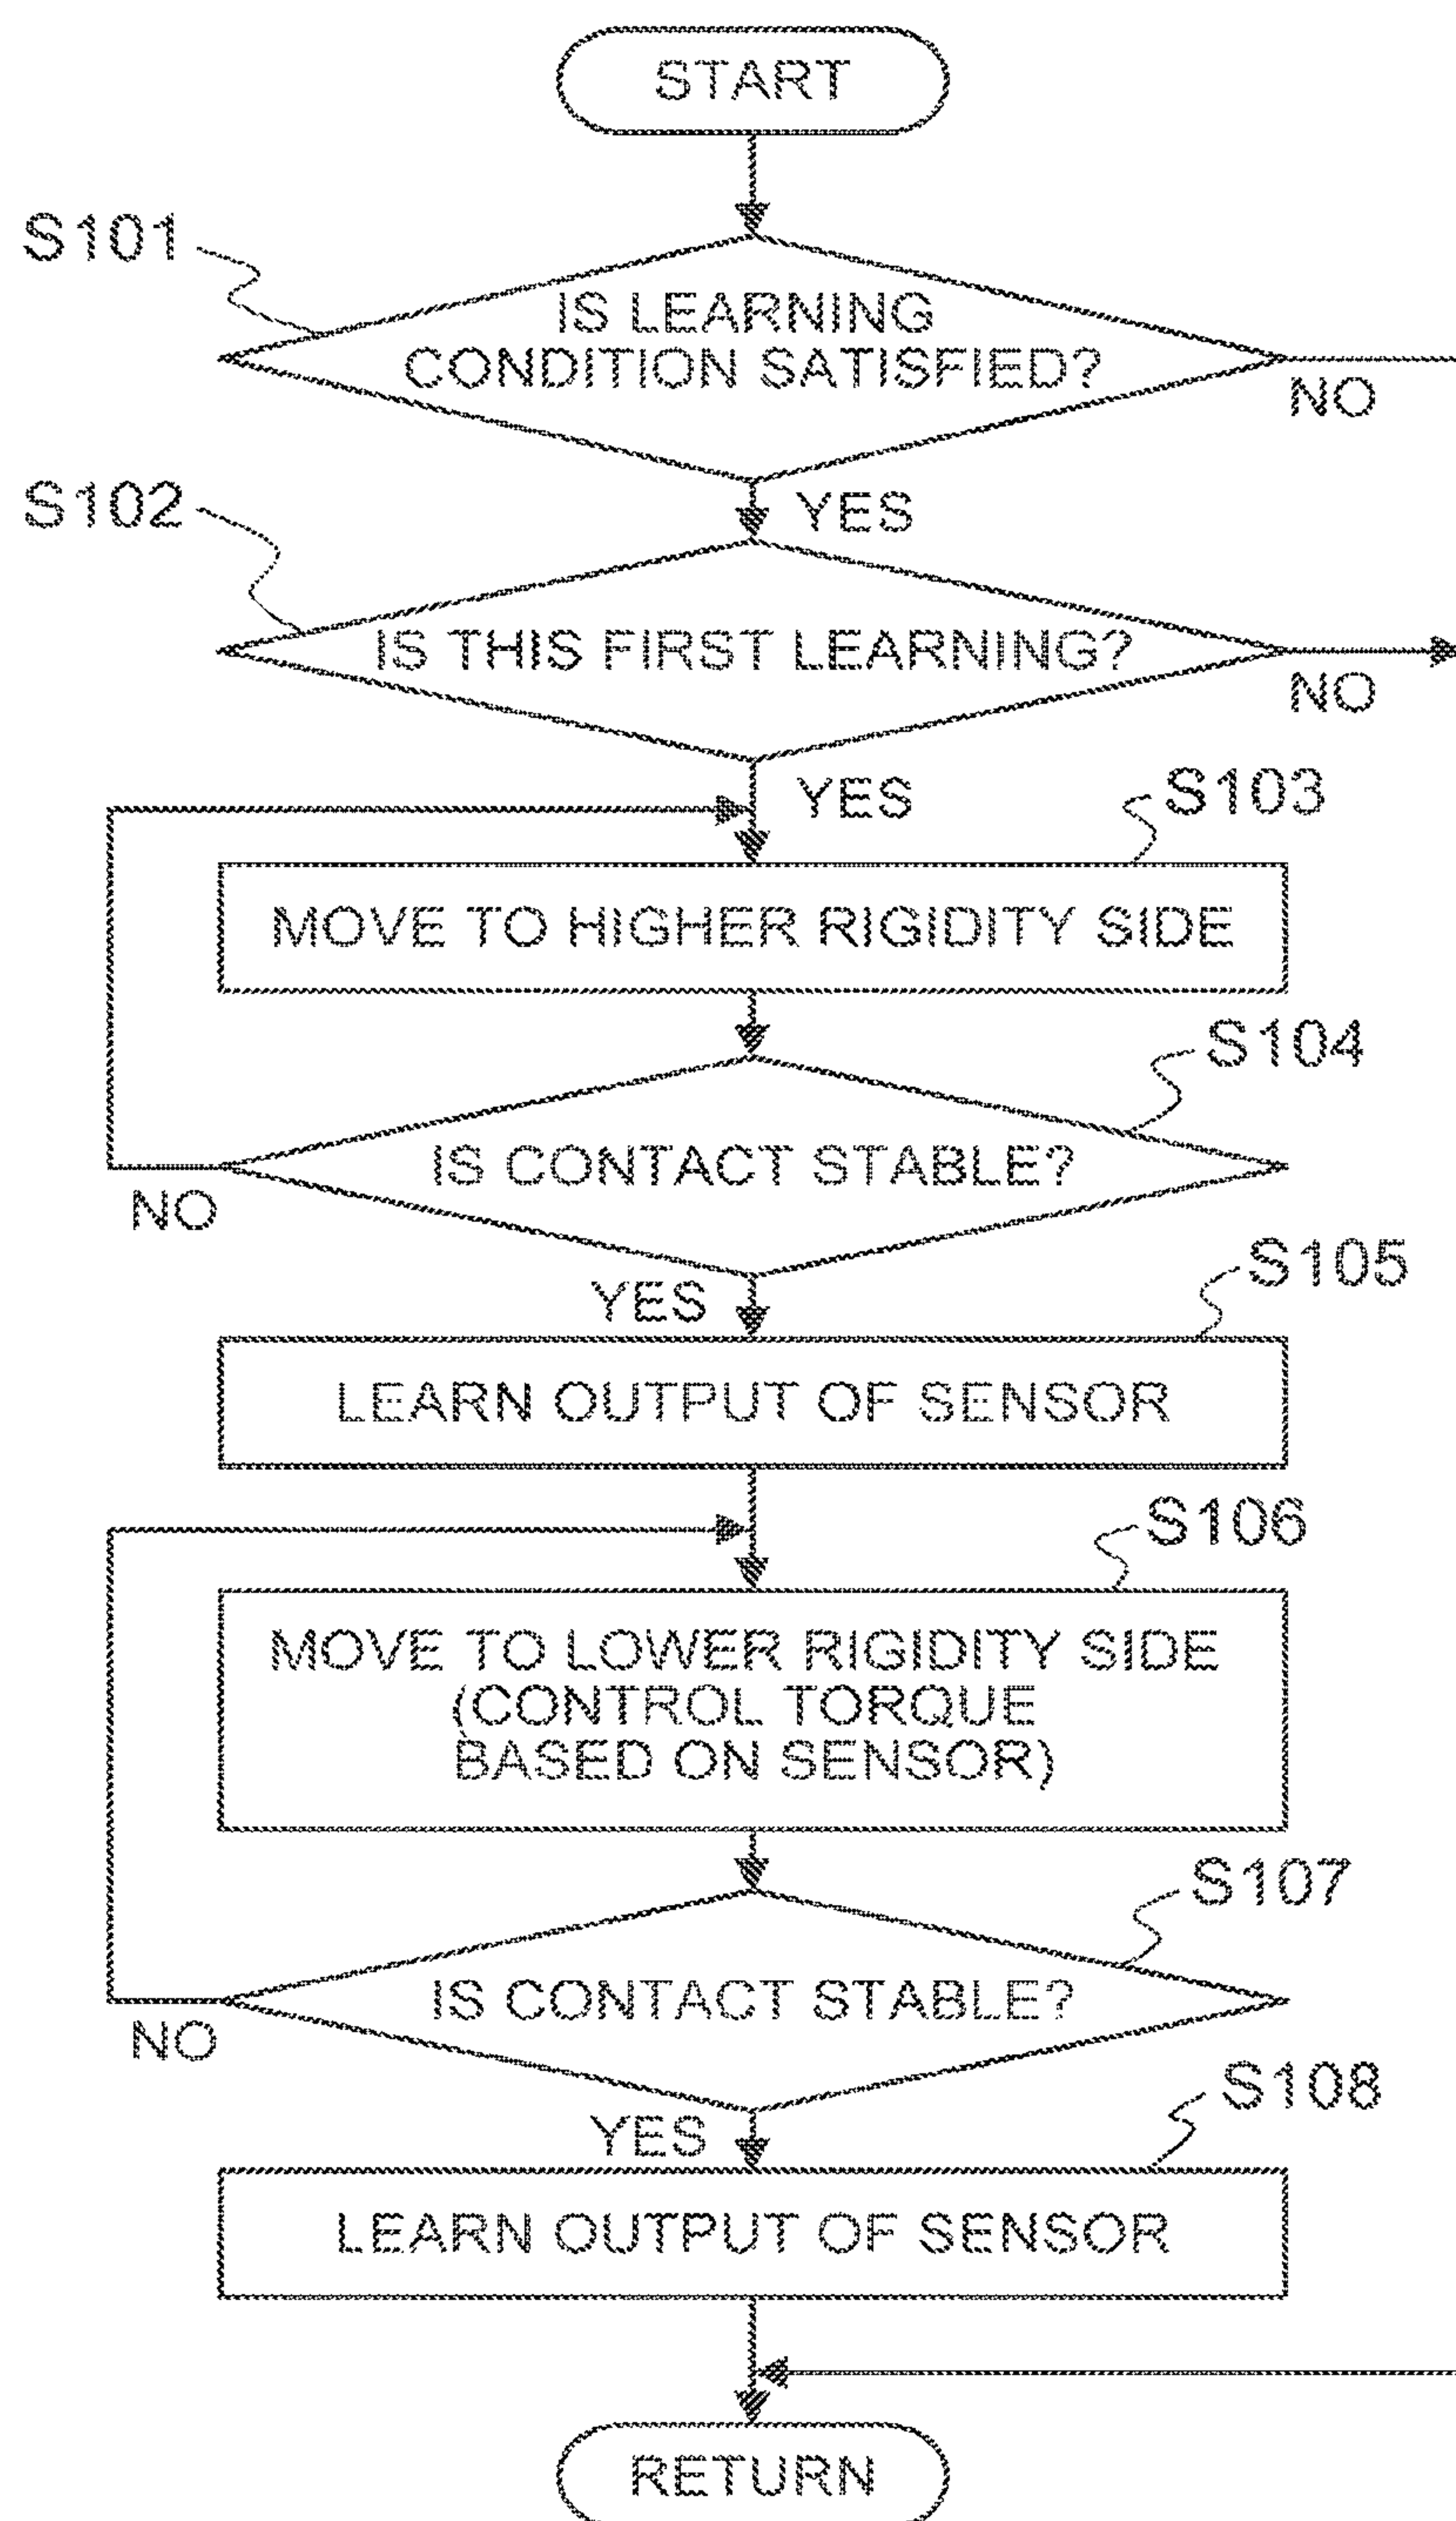 START
S101
IS LEARNING
CONDITION SATISFIED?
NO
YES
S102
IS THIS FIRST LEARNING?
NO
YES
S103
MOVE TO HIGHER RIGIDITY SIDE
S104
IS CONTACT STABLE?
NO
YES
S105
LEARN OUTPUT OF SENSOR
S106
MOVE TO LOWER RIGIDITY SIDE
(CONTROL TORQUE
BASED ON SENSOR)
S107
IS CONTACT STABLE?
NO
YES
S108
LEARN OUTPUT OF SENSOR
RETURN